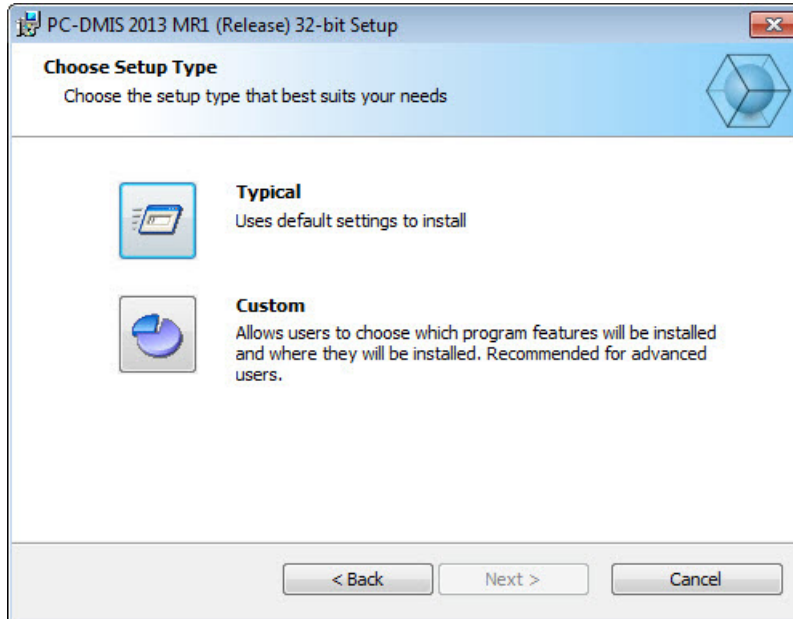 PC-DMIS 2013 MR1 (Release) 32-bit Setup
Choose Setup Type
Choose the setup type that best suits your needs
Typical
Uses default settings to install
Custom
Allows users to choose which program features will be installed
and where they will be installed. Recommended for advanced
users.
< Back
Next >
Cancel